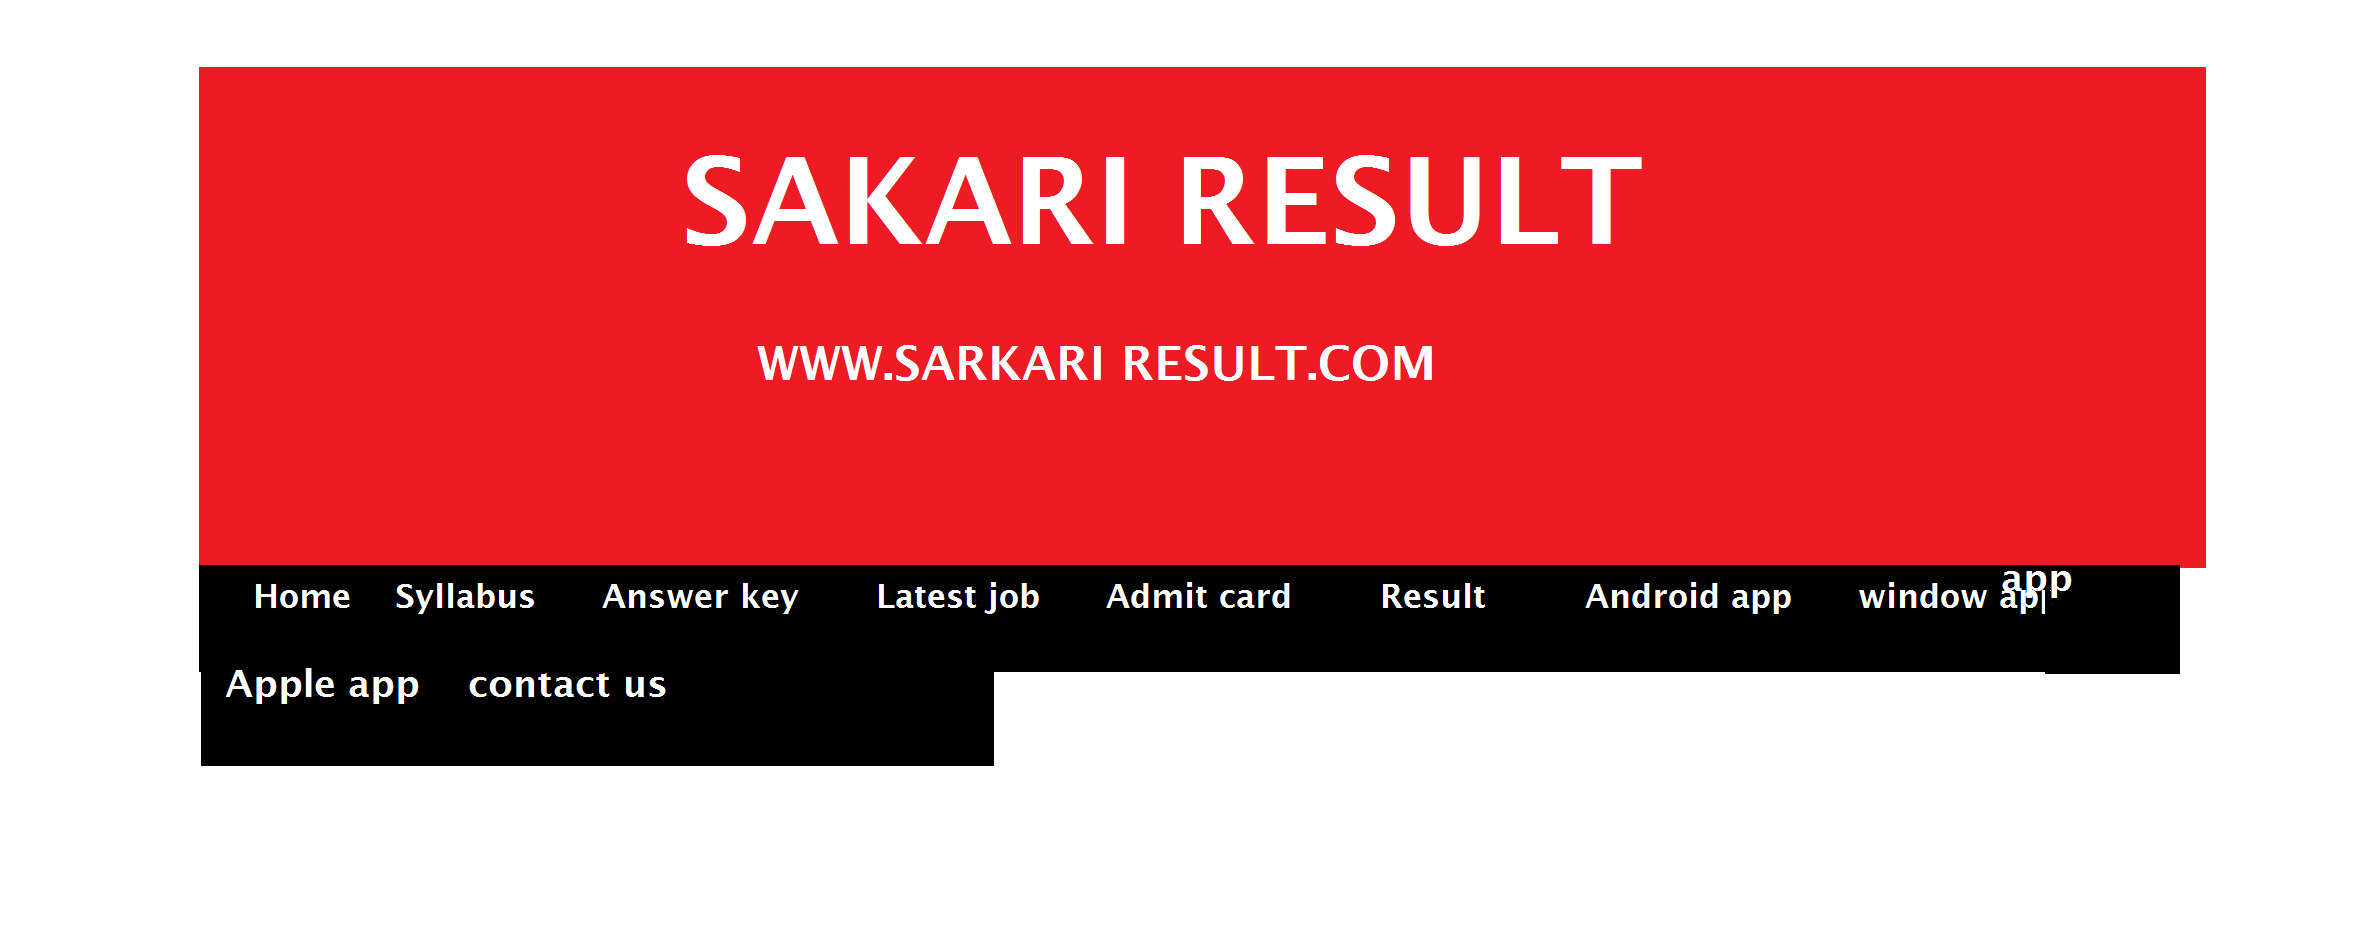 SAKARI RESULT
WWW.SARKARI RESULT.COM
Home Syllabus Answer key Latest job Admit card Result Android app window ap app
Apple app contact us